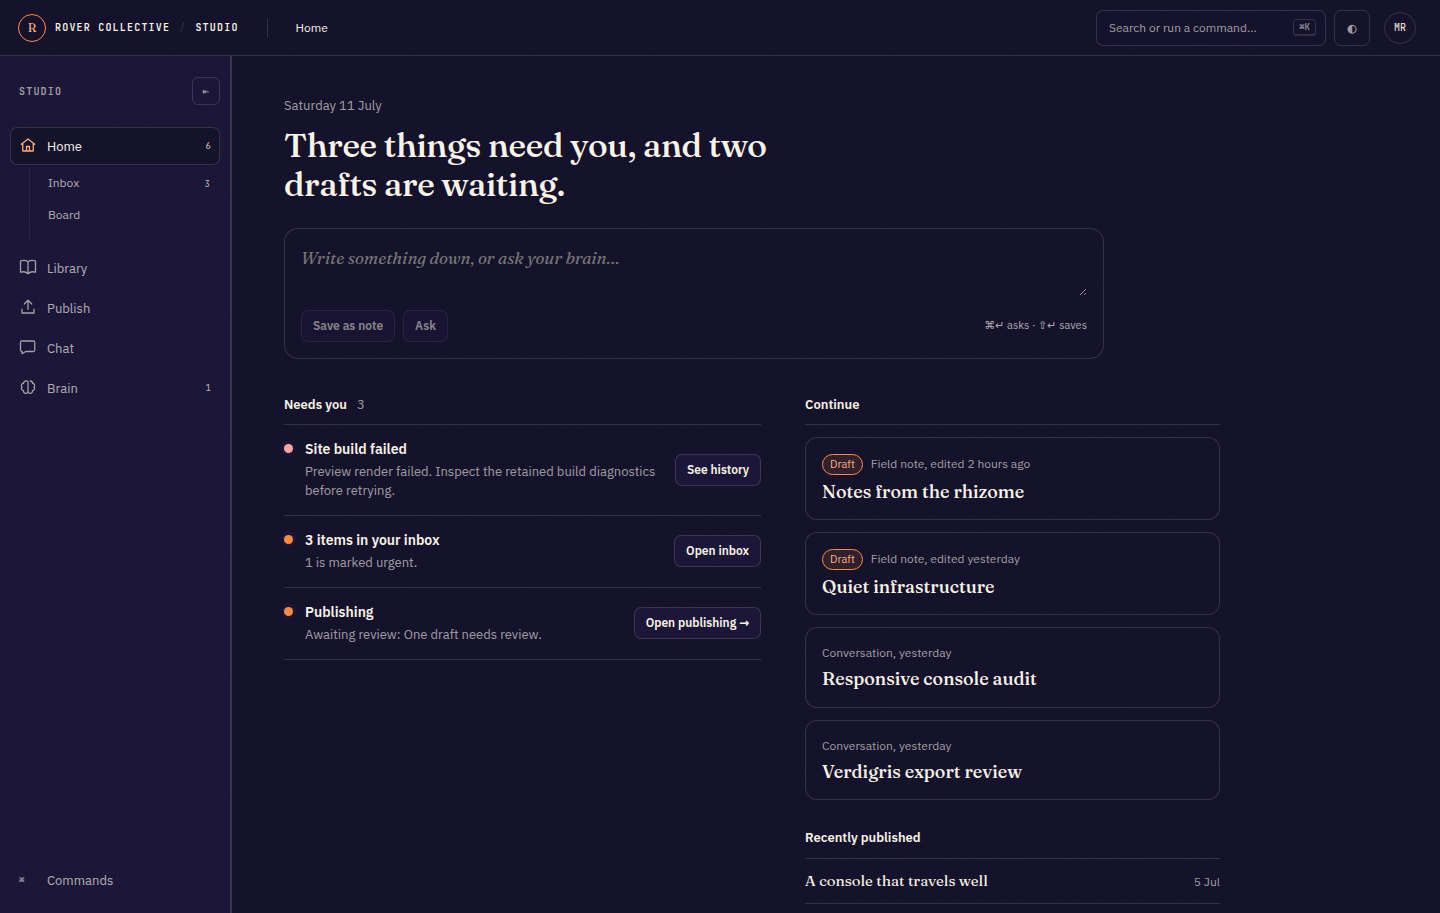 R ROVER COLLECTIVE / STUDIO
Home
Search or run a command... ⌘K
MR
STUDIO
Home 6
Inbox 3
Board
Library
Publish
Chat
Brain 1
⌘ Commands
Saturday 11 July
Three things need you, and two
drafts are waiting.
Write something down, or ask your brain...
Save as note
Ask
⌘↵ asks · ⇧↵ saves
Needs you 3
Site build failed
Preview render failed. Inspect the retained build diagnostics
before retrying.
See history
3 items in your inbox
1 is marked urgent.
Open inbox
Publishing
Awaiting review: One draft needs review.
Open publishing →
Continue
Draft Field note, edited 2 hours ago
Notes from the rhizome
Draft Field note, edited yesterday
Quiet infrastructure
Conversation, yesterday
Responsive console audit
Conversation, yesterday
Verdigris export review
Recently published
A console that travels well 5 Jul